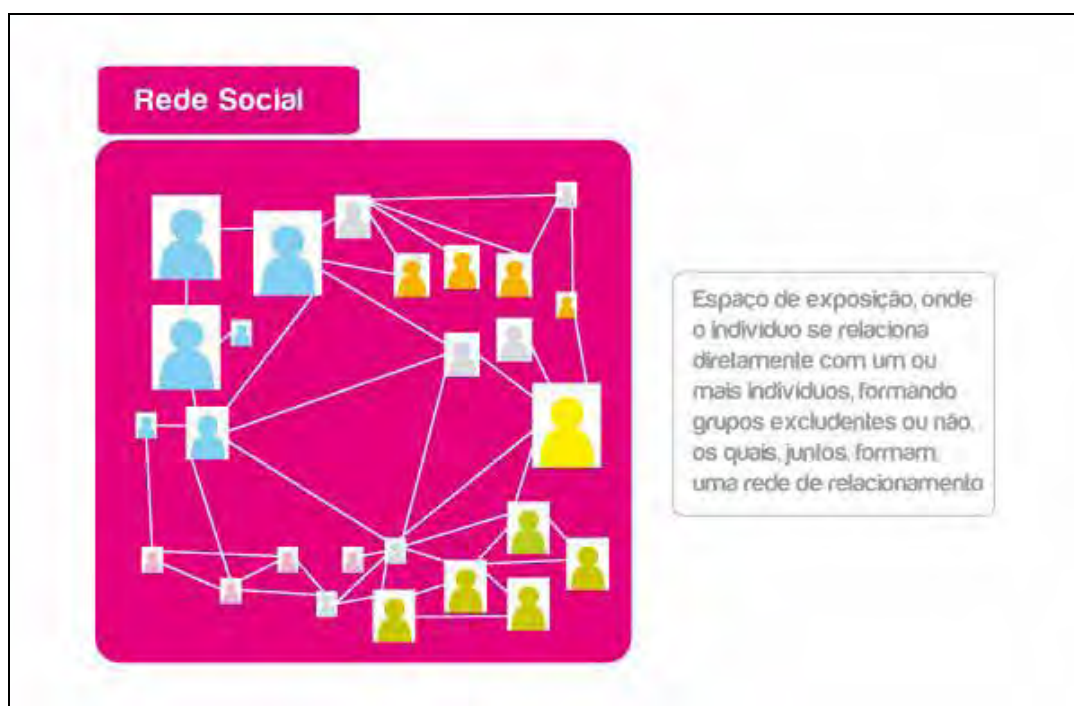 Rede Social
Espaço de exposição, onde
o indivíduo se relaciona
diretamente com um ou
mais indivíduos, formando
grupos excludentes ou não,
os quais, juntos, formam,
uma rede de relacionamento